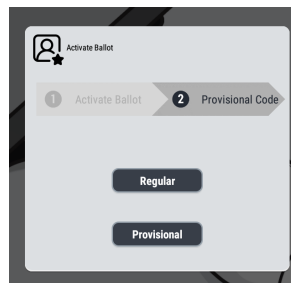 Activate Ballot
1 Activate Ballot 2 Provisional Code
Regular
Provisional